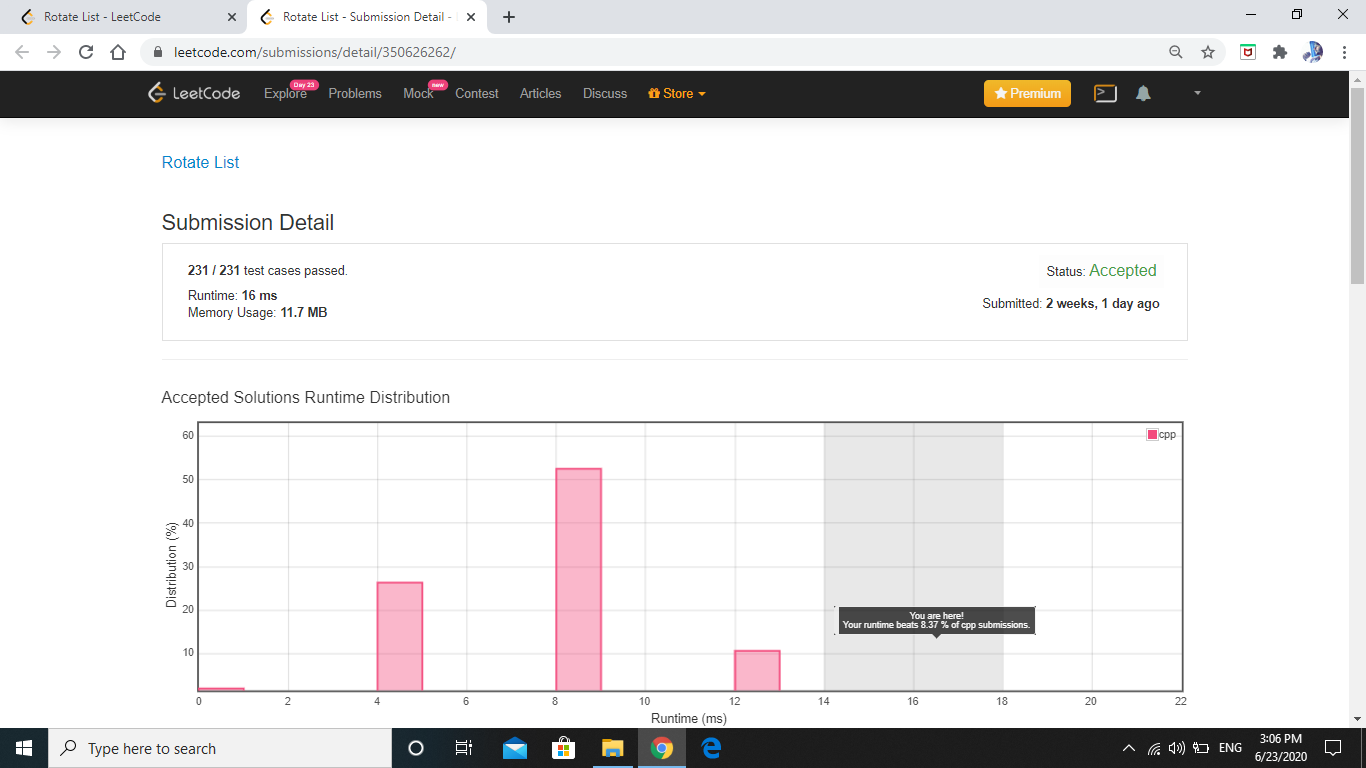 Rotate List - LeetCode
Rotate List - Submission Detail -
leetcode.com/submissions/detail/350626262/
LeetCode
Explore
Day 23
Problems
Mock
new
Contest
Articles
Discuss
Store
Premium
Rotate List
Submission Detail
231 / 231 test cases passed.
Status: Accepted
Runtime: 16 ms
Submitted: 2 weeks, 1 day ago
Memory Usage: 11.7 MB
Accepted Solutions Runtime Distribution
cpp
60
50
40
30
20
10
Distribution (%)
You are here!
Your runtime beats 8.37 % of cpp submissions.
0 2 4 6 8 10 12 14 16 18 20 22
Runtime (ms)
Type here to search
ENG
3:06 PM
6/23/2020